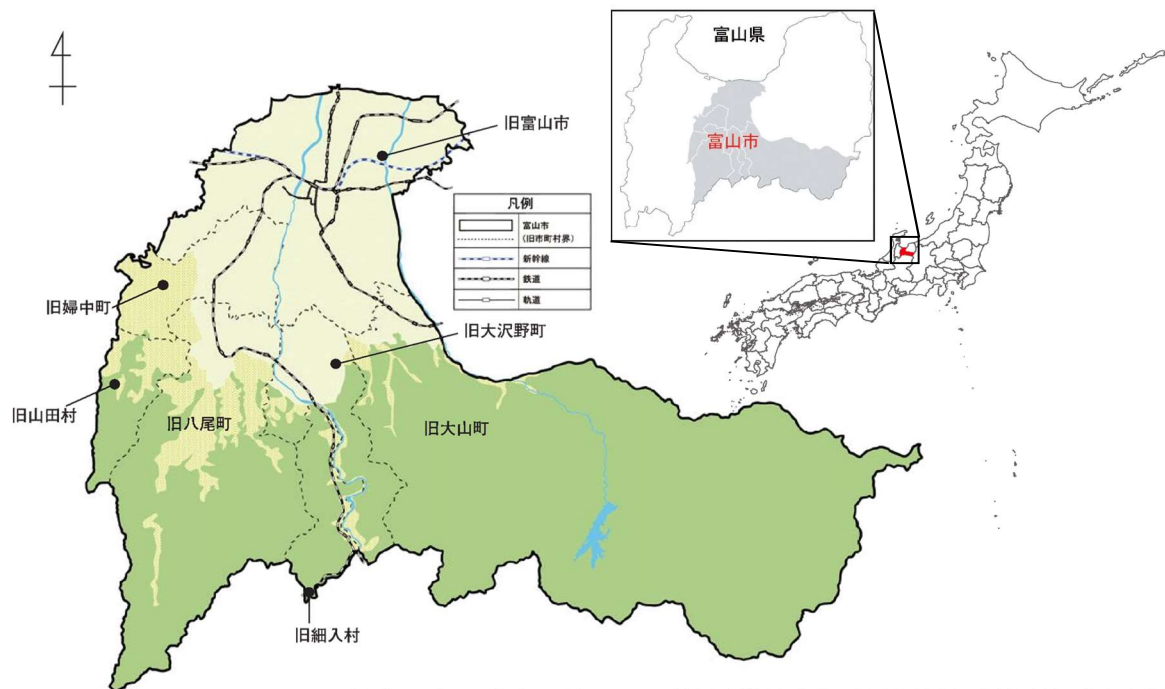 富山県
富山市
旧富山市
凡例
富山市
(旧市町村界)
新幹線
鉄道
軌道
旧婦中町
旧大沢野町
旧山田村
旧八尾町
旧大山町
旧細入村